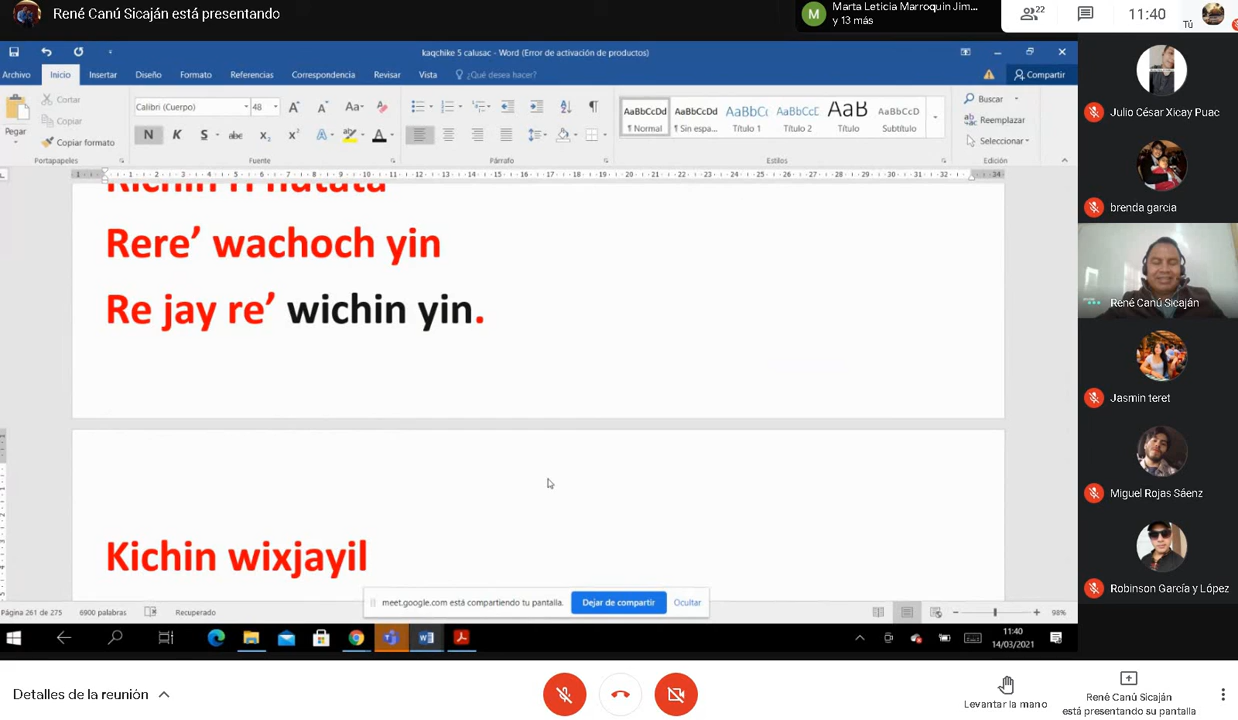 René Canú Sicaján está presentando
Marta Leticia Marroquin Jim...
y 13 más
22
11:40
Tú
kaqchike 5 calusac - Word (Error de activación de productos)
Archivo
Inicio
Insertar
Diseño
Formato
Referencias
Correspondencia
Revisar
Vista
¿Qué desea hacer?
Compartir
Pegar
Cortar
Copiar
Copiar formato
Portapapeles
Calibri (Cuerpo)
48
N K S abc x₂ x²
Fuente
Párrafo
AaBbCcDd
¶ Normal
AaBbCcDd
¶ Sin espa...
AaBbCc
Título 1
AaBbCcD
Título 2
AaB
Título
AaBbCcDd
Subtítulo
Estilos
Buscar
Reemplazar
Seleccionar
Edición
Rere’ wachoch yin
Re jay re’ wichin yin.
Kichin wixjayil
meet.google.com está compartiendo tu pantalla.
Dejar de compartir
Ocultar
Página 261 de 275
6900 palabras
Recuperado
98%
11:40
14/03/2021
Julio César Xicay Puac
brenda garcia
René Canú Sicaján
Jasmin teret
Miguel Rojas Sáenz
Robinson García y López
Detalles de la reunión
Levantar la mano
René Canú Sicaján
está presentando su pantalla